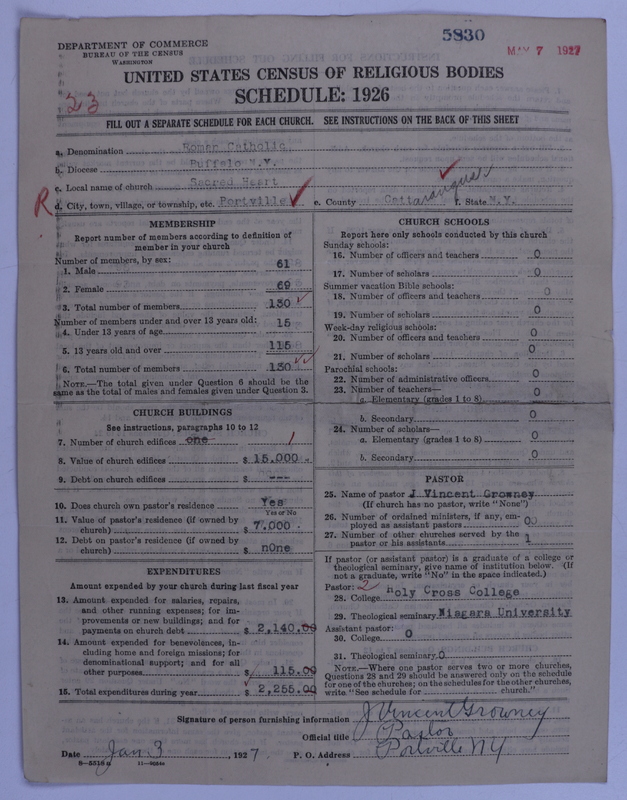 5830
MAY 7 1927
DEPARTMENT OF COMMERCE
BUREAU OF THE CENSUS
WASHINGTON
UNITED STATES CENSUS OF RELIGIOUS BODIES
SCHEDULE: 1926
23
FILL OUT A SEPARATE SCHEDULE FOR EACH CHURCH. SEE INSTRUCTIONS ON THE BACK OF THIS SHEET
a. Denomination Roman Catholic
b. Diocese Buffalo N.Y.
c. Local name of church Sacred Heart
R d. City, town, village, or township, etc. Portville e. County Cattaraugus f. State N.Y.
MEMBERSHIP
Report number of members according to definition of
member in your church
Number of members, by sex:
1. Male 61
2. Female 69
3. Total number of members 130
Number of members under and over 13 years old:
4. Under 13 years of age 15
5. 13 years old and over 115
6. Total number of members 130
NOTE.—The total given under Question 6 should be the
same as the total of males and females given under Question 3.
CHURCH BUILDINGS
See instructions, paragraphs 10 to 12
7. Number of church edifices one 1
8. Value of church edifices $ 15,000
9. Debt on church edifices $ ---
10. Does church own pastor's residence Yes
Yes or No
11. Value of pastor's residence (if owned by
church) $ 7,000
12. Debt on pastor's residence (if owned by
church) $ n0ne
EXPENDITURES
Amount expended by your church during last fiscal year
13. Amount expended for salaries, repairs,
and other running expenses; for im-
provements or new buildings; and for
payments on church debt $ 2,140.00
14. Amount expended for benevolences, in-
cluding home and foreign missions; for
denominational support; and for all
other purposes $ 115.00
15. Total expenditures during year $ 2,255.00
CHURCH SCHOOLS
Report here only schools conducted by this church
Sunday schools:
16. Number of officers and teachers 0
17. Number of scholars 0
Summer vacation Bible schools:
18. Number of officers and teachers 0
19. Number of scholars 0
Week-day religious schools:
20. Number of officers and teachers 0
21. Number of scholars 0
Parochial schools:
22. Number of administrative officers 0
23. Number of teachers—
a. Elementary (grades 1 to 8) 0
b. Secondary 0
24. Number of scholars—
a. Elementary (grades 1 to 8) 0
b. Secondary 0
PASTOR
25. Name of pastor J Vincent Growney
(If church has no pastor, write "None")
26. Number of ordained ministers, if any, em-
ployed as assistant pastors 0
27. Number of other churches served by the
pastor or his assistants 1
If pastor (or assistant pastor) is a graduate of a college or
theological seminary, give name of institution below. (If
not a graduate, write "No" in the space indicated.)
Pastor: 2
28. College Holy Cross College
29. Theological seminary Niagara University
Assistant pastor:
30. College 0
31. Theological seminary 0
NOTE.—Where one pastor serves two or more churches,
Questions 28 and 29 should be answered only on the schedule
for one of the churches; on the schedules for the other churches,
write "See schedule for church."
Signature of person furnishing information J Vincent Growney
Official title Pastor
Date Jan 3, 1927 P. O. Address Portville NY